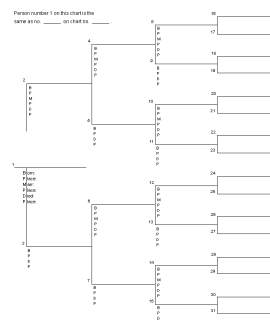 Person number 1 on this chart is the
same as no. ______ on chart no. ______
16
8
17
B
P
M
P
D
P
4
18
9
19
B
P
D
P
B
P
M
P
D
P
2
20
10
21
B
P
M
P
D
P
B
P
M
P
D
P
6
22
11
23
B
P
D
P
B
P
D
P
1
24
Born:
Place:
Marr:
Place:
Died:
Place:
12
25
B
P
M
P
D
P
5
26
13
27
B
P
D
P
B
P
M
P
D
P
3
28
14
29
B
P
D
P
B
P
M
P
D
P
7
30
15
31
B
P
D
P
B
P
D
P